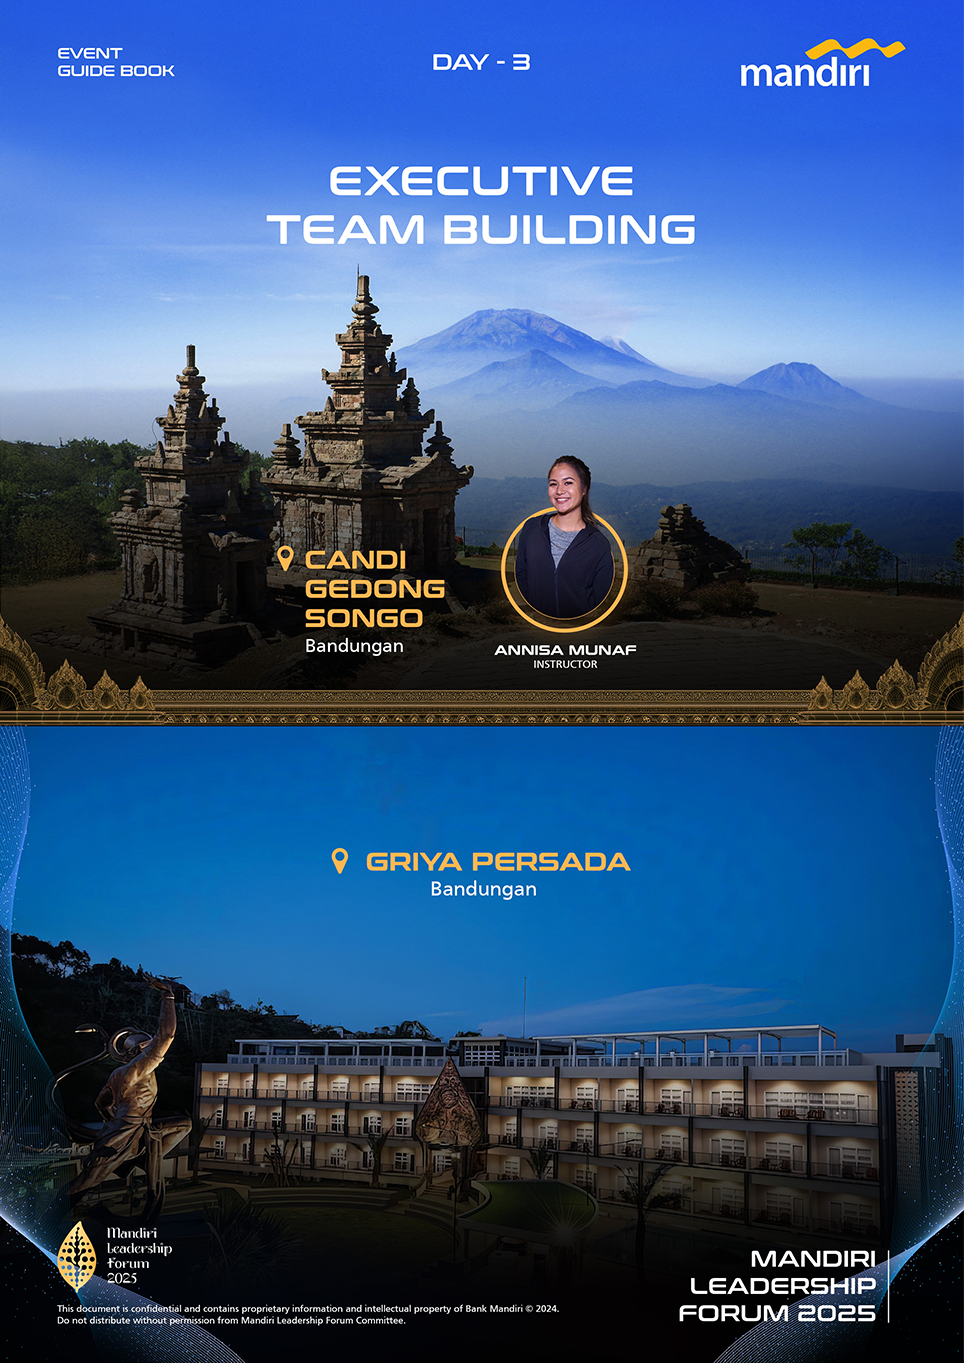 EVENT
GUIDE BOOK
DAY - 3
mandiri
EXECUTIVE
TEAM BUILDING
CANDI
GEDONG
SONGO
Bandungan
ANNISA MUNAF
INSTRUCTOR
GRIYA PERSADA
Bandungan
Mandiri
Leadership
Forum
2025
This document is confidential and contains proprietary information and intellectual property of Bank Mandiri © 2024.
Do not distribute without permission from Mandiri Leadership Forum Committee.
MANDIRI
LEADERSHIP
FORUM 2025